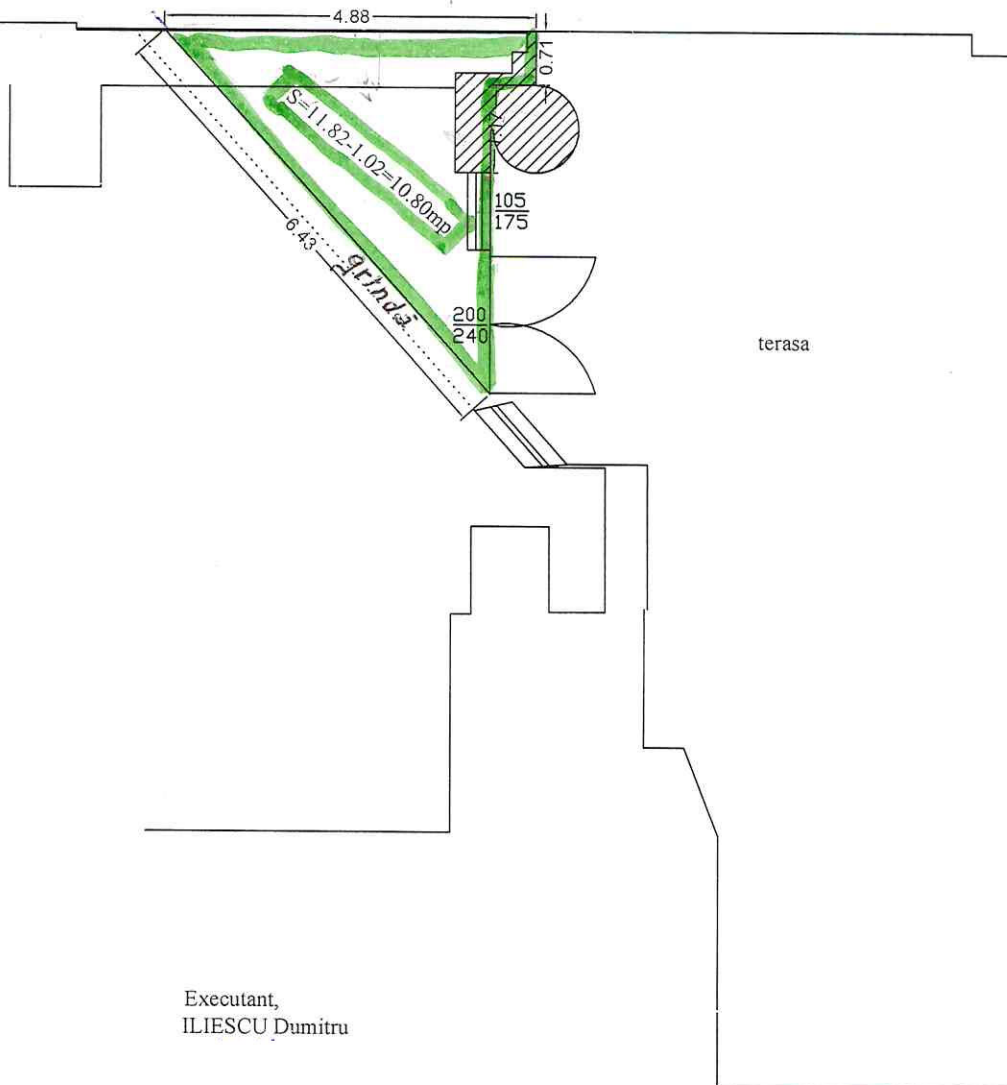 4.88
0.71
S=11.82-1.02=10.80mp
105
175
6.43
grindă
200
240
terasa
Executant,
ILIESCU Dumitru